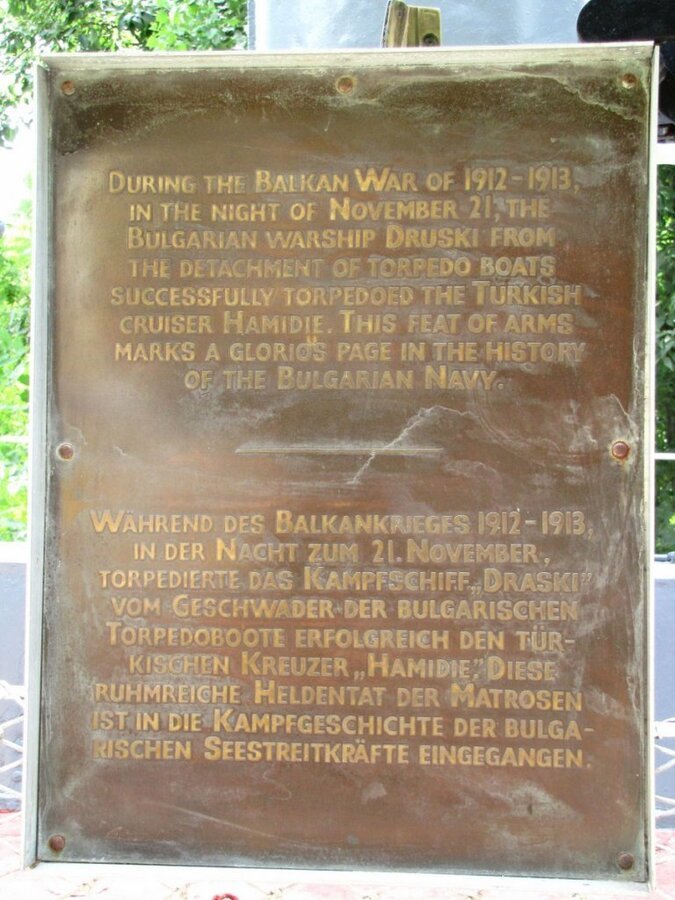 During the Balkan War of 1912-1913,
in the night of November 21, the
Bulgarian warship Druski from
the detachment of torpedo boats
successfully torpedoed the Turkish
cruiser Hamidie. This feat of arms
marks a glorioụs page in the history
of the Bulgarian Navy.
Während des Balkankrieges 1912-1913,
in der Nacht zum 21. November,
torpedierte das Kampfschiff „Draski”
vom Geschwader der bulgarischen
Torpedoboote erfolgreich den tür-
kischen Kreuzer „Hamidie”. Diese
ruhmreiche Heldentat der Matrosen
ist in die Kampfgeschichte der bulga-
rischen Seestreitkräfte eingegangen.